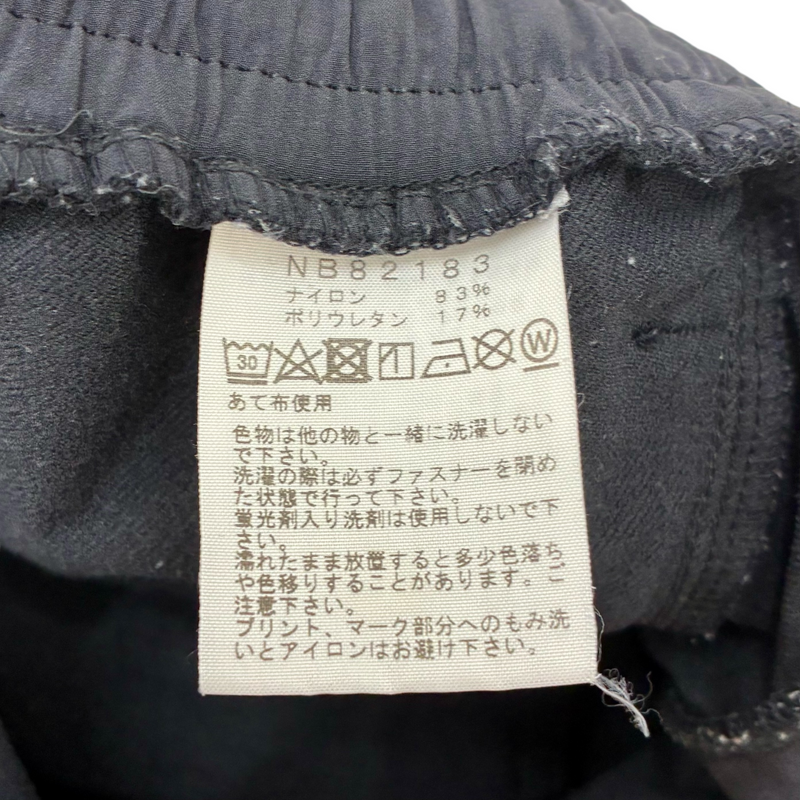 NB82183
ナイロン 83%
ポリウレタン 17%
30 W
あて布使用
色物は他の物と一緒に洗濯しない
で下さい。
洗濯の際は必ずファスナーを閉め
た状態で行って下さい。
蛍光剤入り洗剤は使用しないで下
さい。
濡れたまま放置すると多少色落ち
や色移りすることがあります。ご
注意下さい。
プリント、マーク部分へのもみ洗
いとアイロンはお避け下さい。